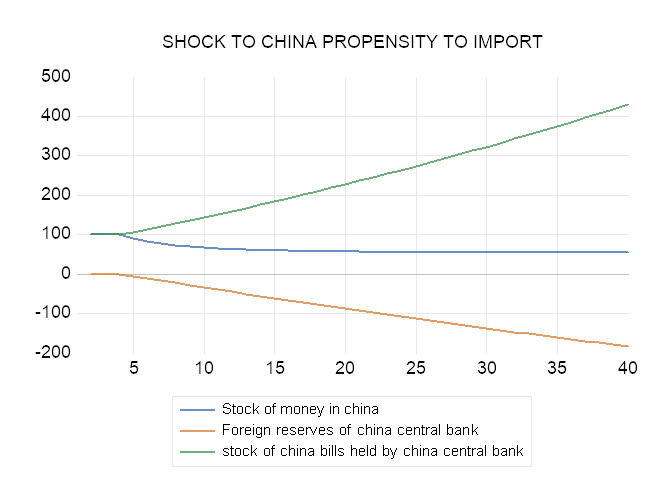 SHOCK TO CHINA PROPENSITY TO IMPORT
500
400
300
200
100
0
-100
-200
5 10 15 20 25 30 35 40
Stock of money in china
Foreign reserves of china central bank
stock of china bills held by china central bank